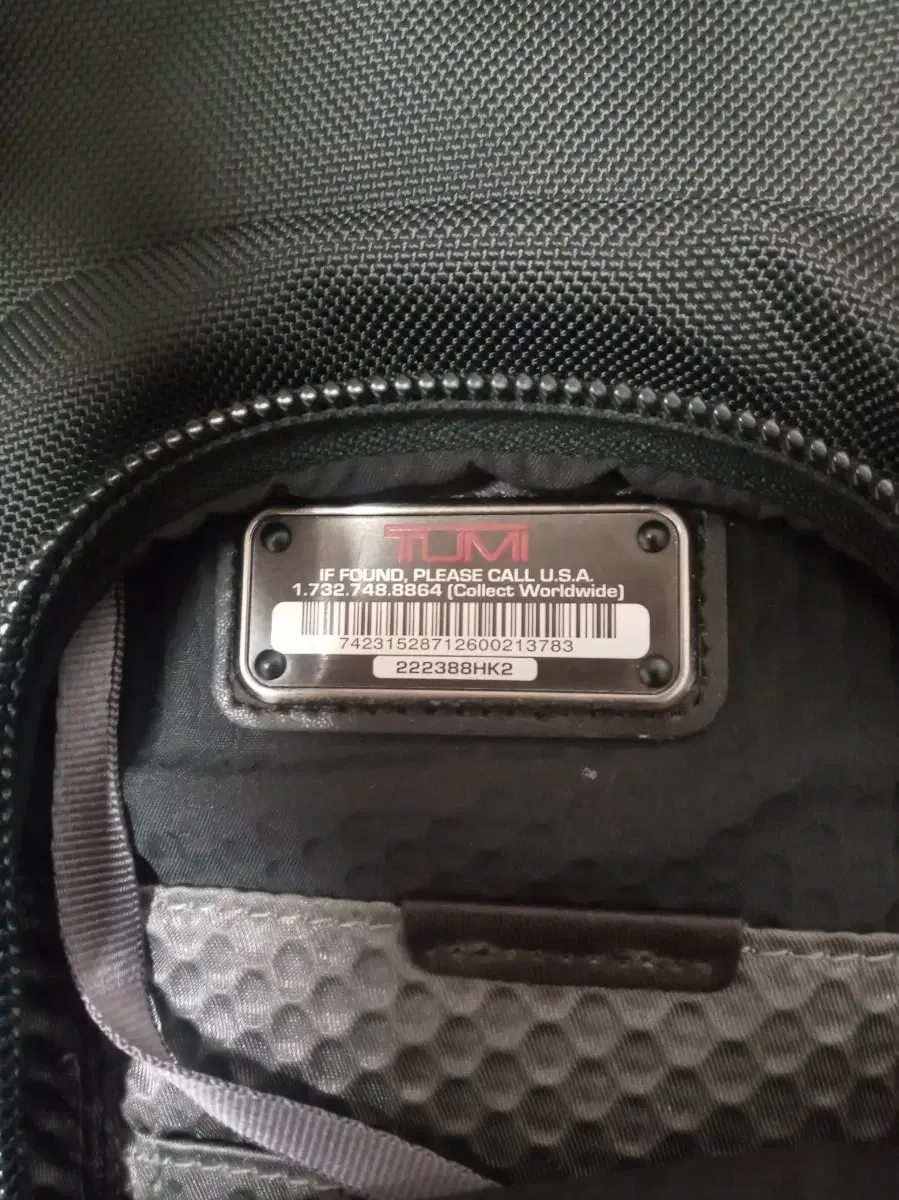 TUMI
IF FOUND, PLEASE CALL U.S.A.
1.732.748.8864 (Collect Worldwide)
74231528712600213783
222388HK2